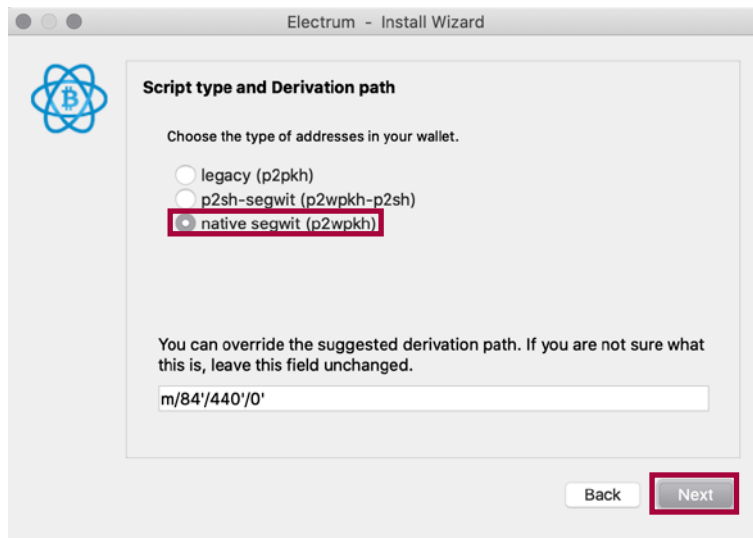 Electrum - Install Wizard
Script type and Derivation path
Choose the type of addresses in your wallet.
legacy (p2pkh)
p2sh-segwit (p2wpkh-p2sh)
native segwit (p2wpkh)
You can override the suggested derivation path. If you are not sure what
this is, leave this field unchanged.
m/84'/440'/0'
Back
Next